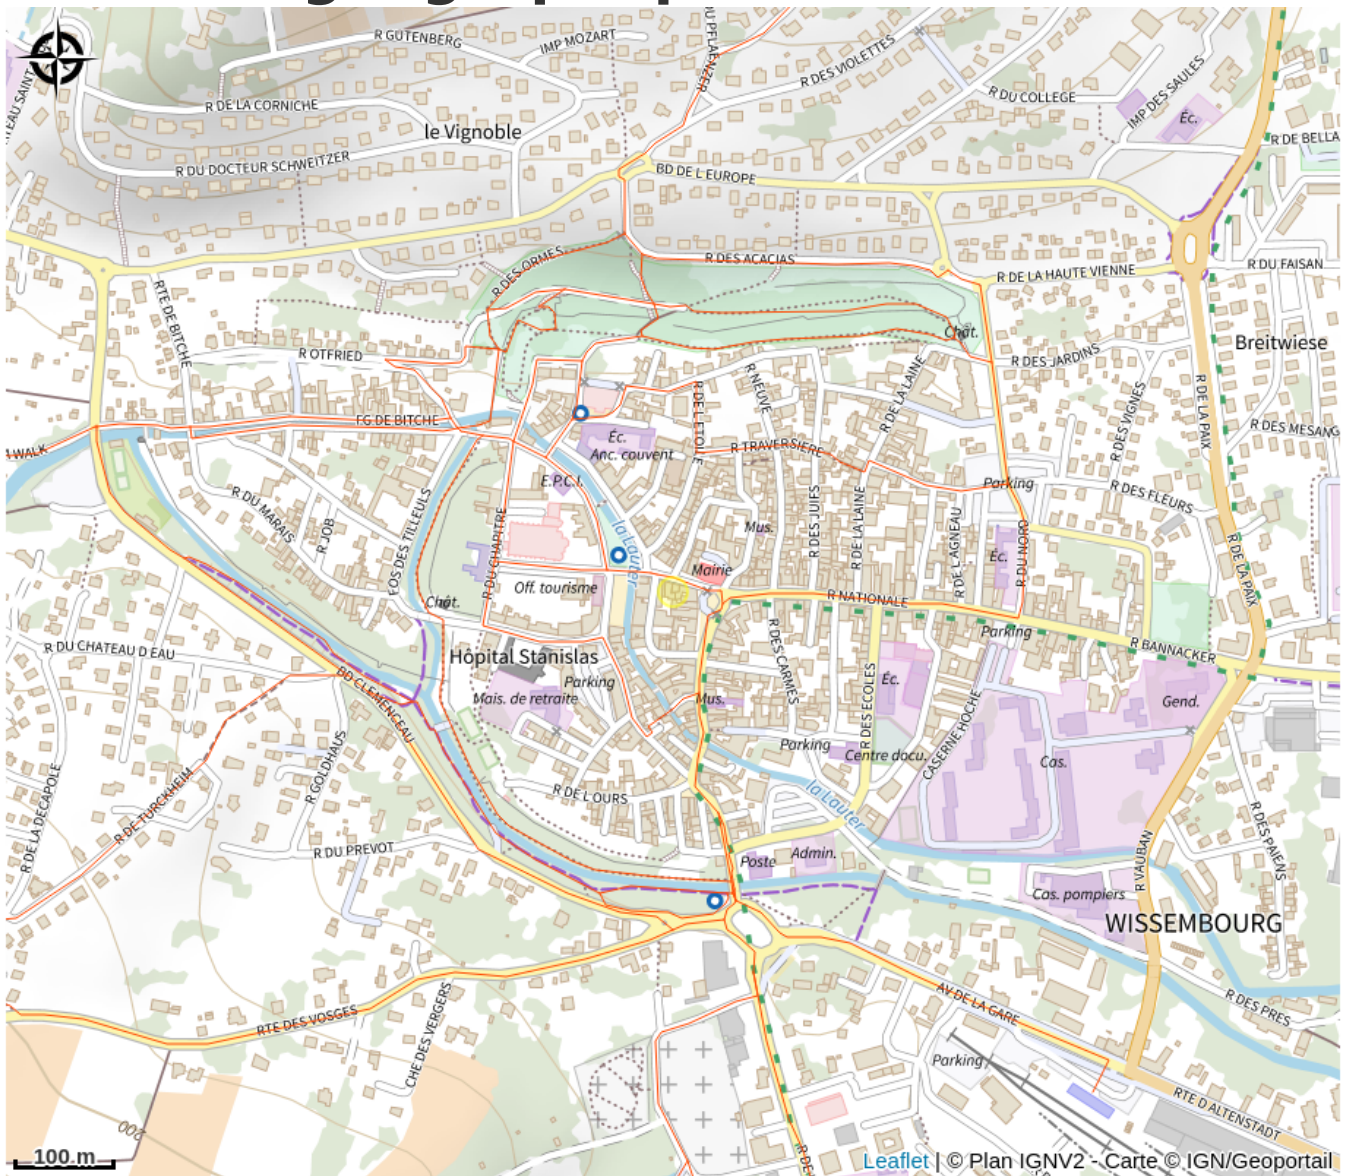 R GUTENBERG
IMP MOZART
R DES VIOLETTES
R DU COLLEGE
IMP DES SAULES
Éc.
R DE LA CORNICHE
le Vignoble
R DE BELLA
R DU DOCTEUR SCHWEITZER
BD DE L EUROPE
R DES ORMES
R DES ACACIAS
R DE LA HAUTE VIENNE
R DU FAISAN
RTE DE BITCHE
Chât.
Breitwiese
R OTFRIED
R DES JARDINS
R NEUVE
R DE LA LAINE
R DES VIGNES
R DE LA PAIX
R DE L ETOILE
FG DE BITCHE
Éc.
Anc. couvent
R TRAVERSIERE
R DES MESANG
WALK
E.P.C.I.
Parking
R DES FLEURS
R DU MARAIS
R JOB
FOS DES TILLEULS
R DU CHAPITRE
la Lauter
Mus.
R DES JUIFS
R DE LA LAINE
R DE L AGNEAU
Éc.
R DU NORD
R DE LA PAIX
Mairie
Off. tourisme
R NATIONALE
Chât.
Parking
R BANNACKER
R DU CHATEAU D EAU
Hôpital Stanislas
R DES CARMES
R DES ECOLES
Éc.
BD CLEMENCEAU
Parking
Mais. de retraite
Mus.
Gend.
Parking
Centre docu.
CASERNE HOCHE
Cas.
R GOLDHAUS
R DE TURCKHEIM
R DE LA DECAPOLE
R DE L OURS
la Lauter
R DES PAIENS
R DU PREVOT
Poste
Admin.
R VAUBAN
Cas. pompiers
WISSEMBOURG
AV DE LA GARE
R DES PRES
RTE DES VOSGES
CHE DES VERGERS
Parking
RTE D ALTENSTADT
200
100 m
Leaflet | © Plan IGNV2 - Carte © IGN/Geoportail